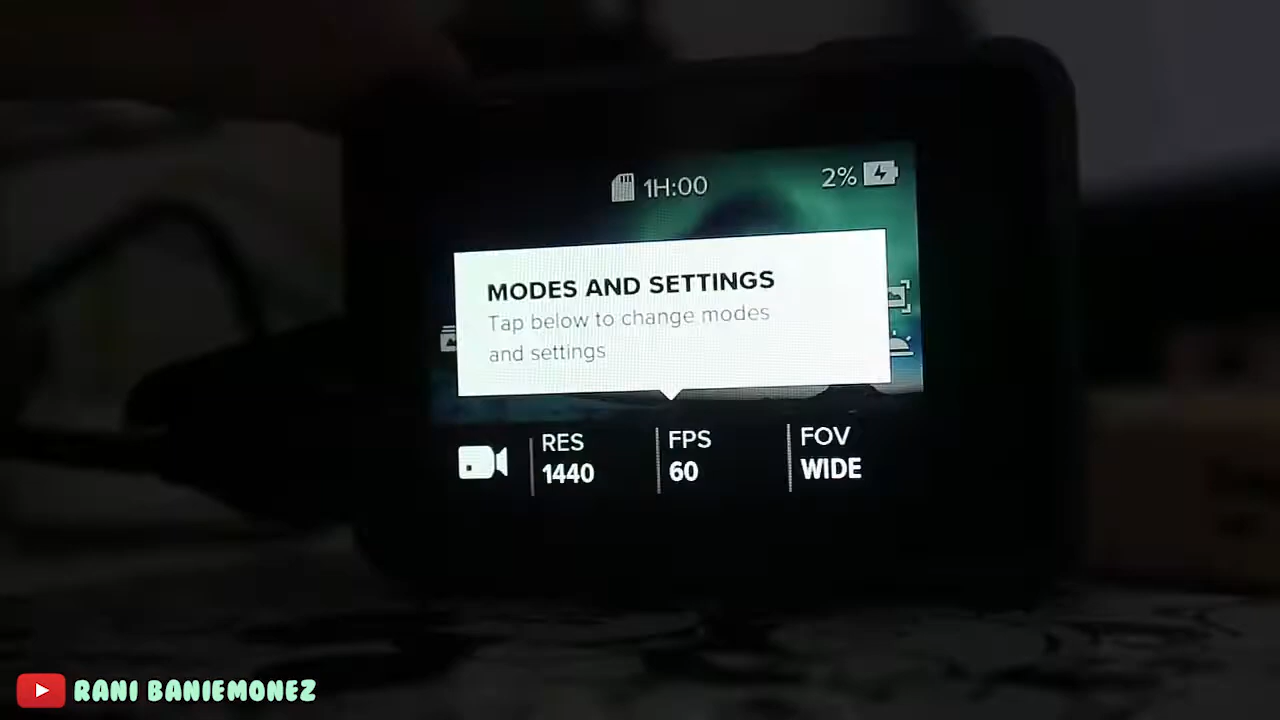 1H:00
2%
MODES AND SETTINGS
Tap below to change modes
and settings
RES
1440
FPS
60
FOV
WIDE
RANI BANIEMONEZ